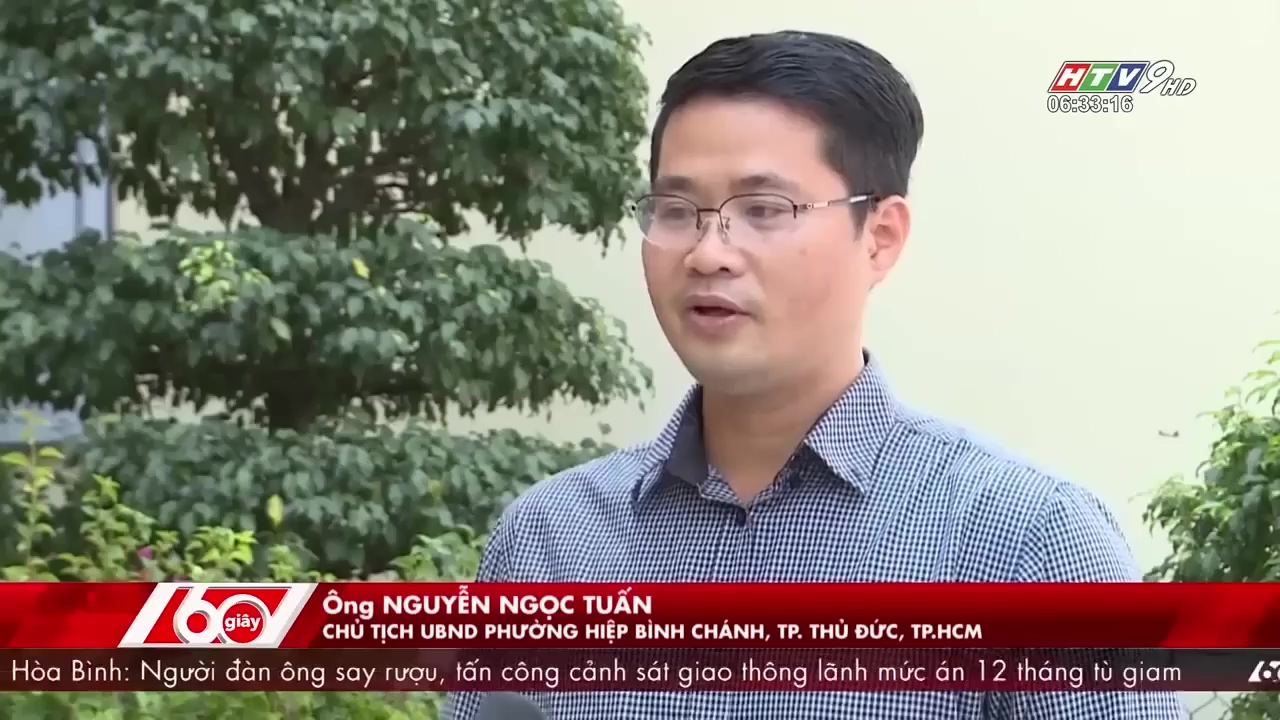 HTV9 HD
06:33:16
60 giây
Ông NGUYỄN NGỌC TUẤN
CHỦ TỊCH UBND PHƯỜNG HIỆP BÌNH CHÁNH, TP. THỦ ĐỨC, TP.HCM
Hòa Bình: Người đàn ông say rượu, tấn công cảnh sát giao thông lãnh mức án 12 tháng tù giam